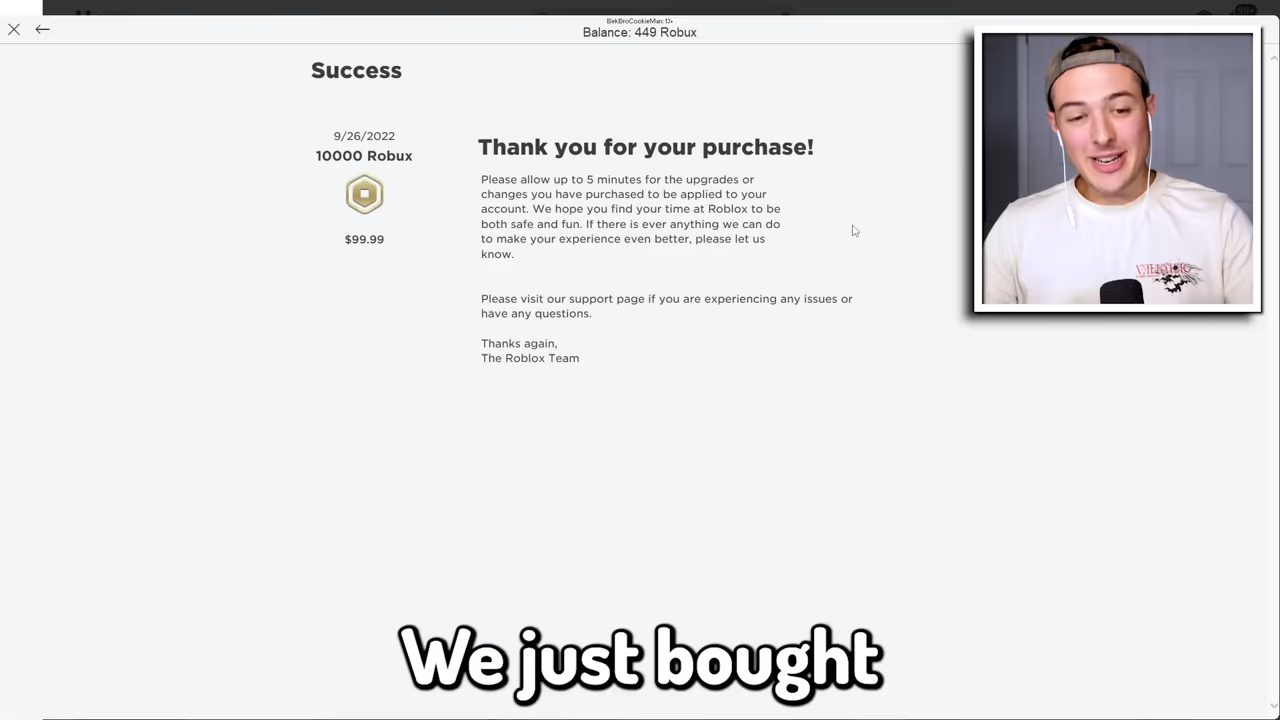 BekBroCookieMan: 13+
Balance: 449 Robux
Success
9/26/2022
10000 Robux
$99.99
Thank you for your purchase!
Please allow up to 5 minutes for the upgrades or
changes you have purchased to be applied to your
account. We hope you find your time at Roblox to be
both safe and fun. If there is ever anything we can do
to make your experience even better, please let us
know.
Please visit our support page if you are experiencing any issues or
have any questions.
Thanks again,
The Roblox Team
We just bought